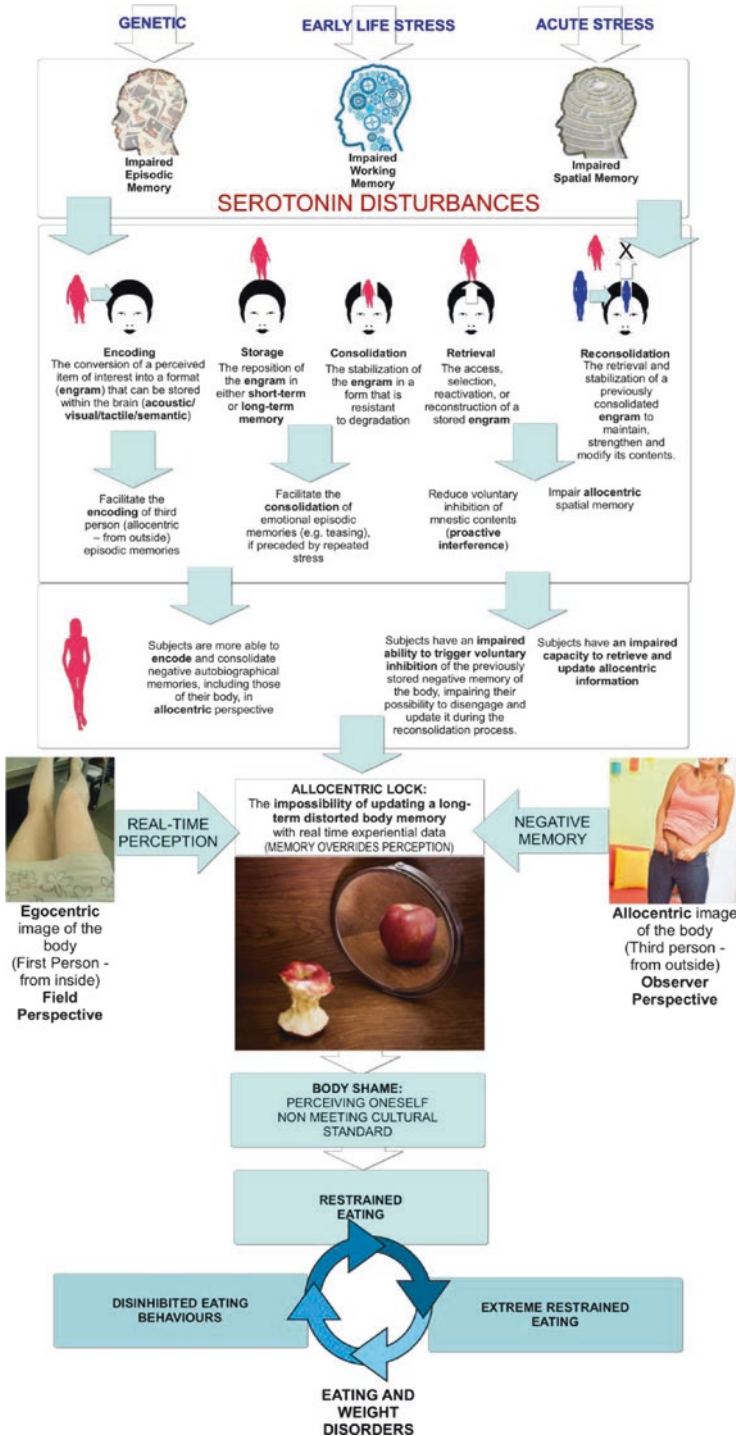 GENETIC
EARLY LIFE STRESS
ACUTE STRESS
Impaired
Episodic
Memory
Impaired
Working
Memory
Impaired
Spatial Memory
SEROTONIN DISTURBANCES
X
Encoding
The conversion of a perceived
item of interest into a format
(engram) that can be stored
within the brain (acoustic/
visual/tactile/semantic)
Storage
The reposition of
the engram in
either short-term
or long-term
memory
Consolidation
The stabilization of
the engram in a
form that is
resistant
to degradation
Retrieval
The access,
selection,
reactivation, or
reconstruction of a
stored engram
Reconsolidation
The retrieval and
stabilization of a
previously
consolidated
engram to
maintain,
strengthen and
modify its contents.
Facilitate the
encoding of third
person (allocentric
– from outside)
episodic memories
Facilitate the
consolidation of
emotional episodic
memories (e.g. teasing),
if preceded by repeated
stress
Reduce voluntary
inhibition of
mnestic contents
(proactive
interference)
Impair allocentric
spatial memory
Subjects are more able to
encode and consolidate
negative autobiographical
memories, including those
of their body, in
allocentric perspective
Subjects have an impaired
ability to trigger voluntary
inhibition of the previously
stored negative memory of
the body, impairing their
possibility to disengage and
update it during the
reconsolidation process.
Subjects have an impaired
capacity to retrieve and
update allocentric
information
REAL-TIME
PERCEPTION
ALLOCENTRIC LOCK:
The impossibility of updating a long-
term distorted body memory
with real time experiential data
(MEMORY OVERRIDES PERCEPTION)
NEGATIVE
MEMORY
Egocentric
image of the
body
(First Person -
from inside)
Field
Perspective
Allocentric image
of the body
(Third person -
from outside)
Observer
Perspective
BODY SHAME:
PERCEIVING ONESELF
NON MEETING CULTURAL
STANDARD
RESTRAINED
EATING
DISINHIBITED EATING
BEHAVIOURS
EXTREME RESTRAINED
EATING
EATING AND
WEIGHT
DISORDERS